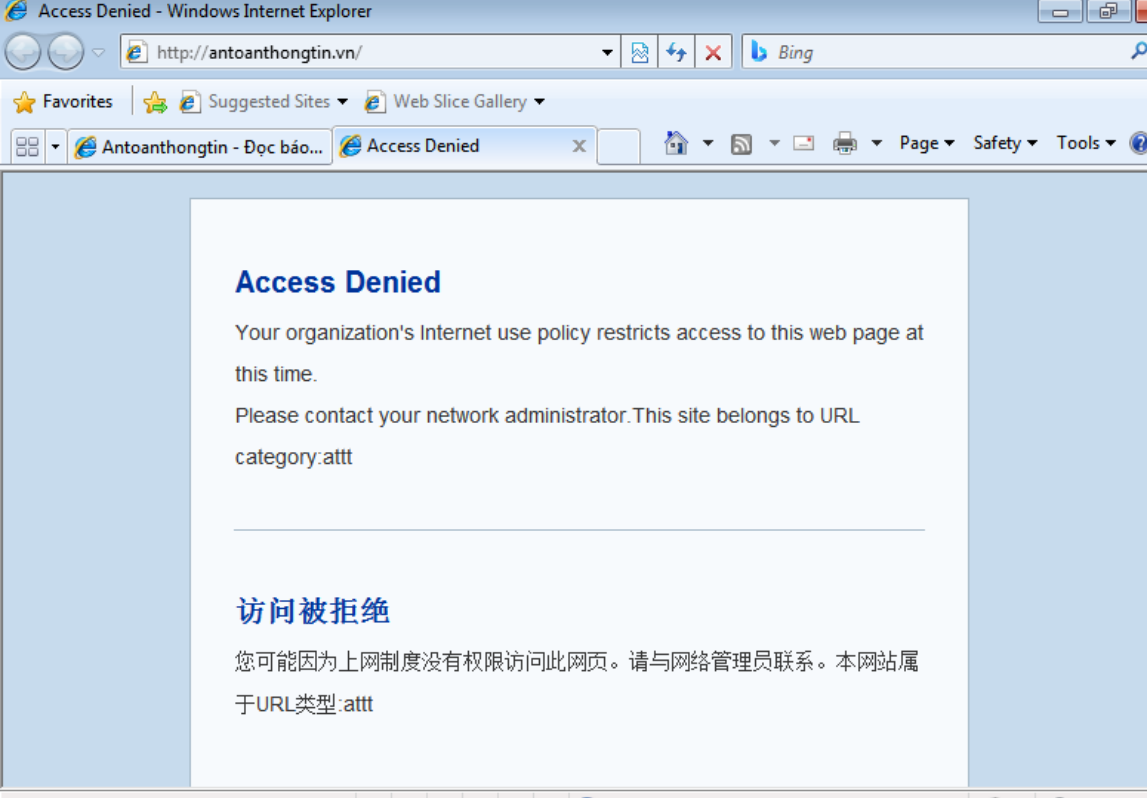 Access Denied - Windows Internet Explorer
http://antoanthongtin.vn/
Bing
Favorites Suggested Sites Web Slice Gallery
Antoanthongtin - Đọc báo... Access Denied x Page Safety Tools
Access Denied
Your organization's Internet use policy restricts access to this web page at
this time.
Please contact your network administrator.This site belongs to URL
category:attt
访问被拒绝
您可能因为上网制度没有权限访问此网页。请与网络管理员联系。本网站属
于URL类型:attt